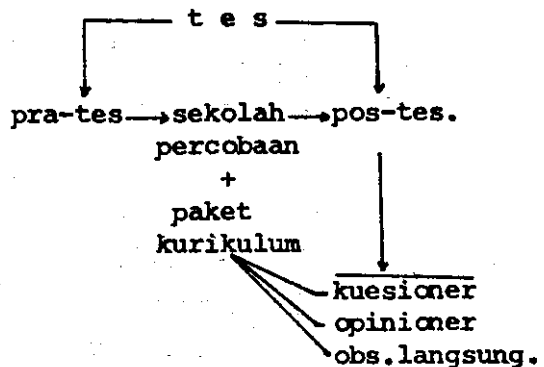 t e s
pra-tes sekolah pos-tes.
percobaan
+
paket
kurikulum
kuesioner
opinioner
obs.langsung.